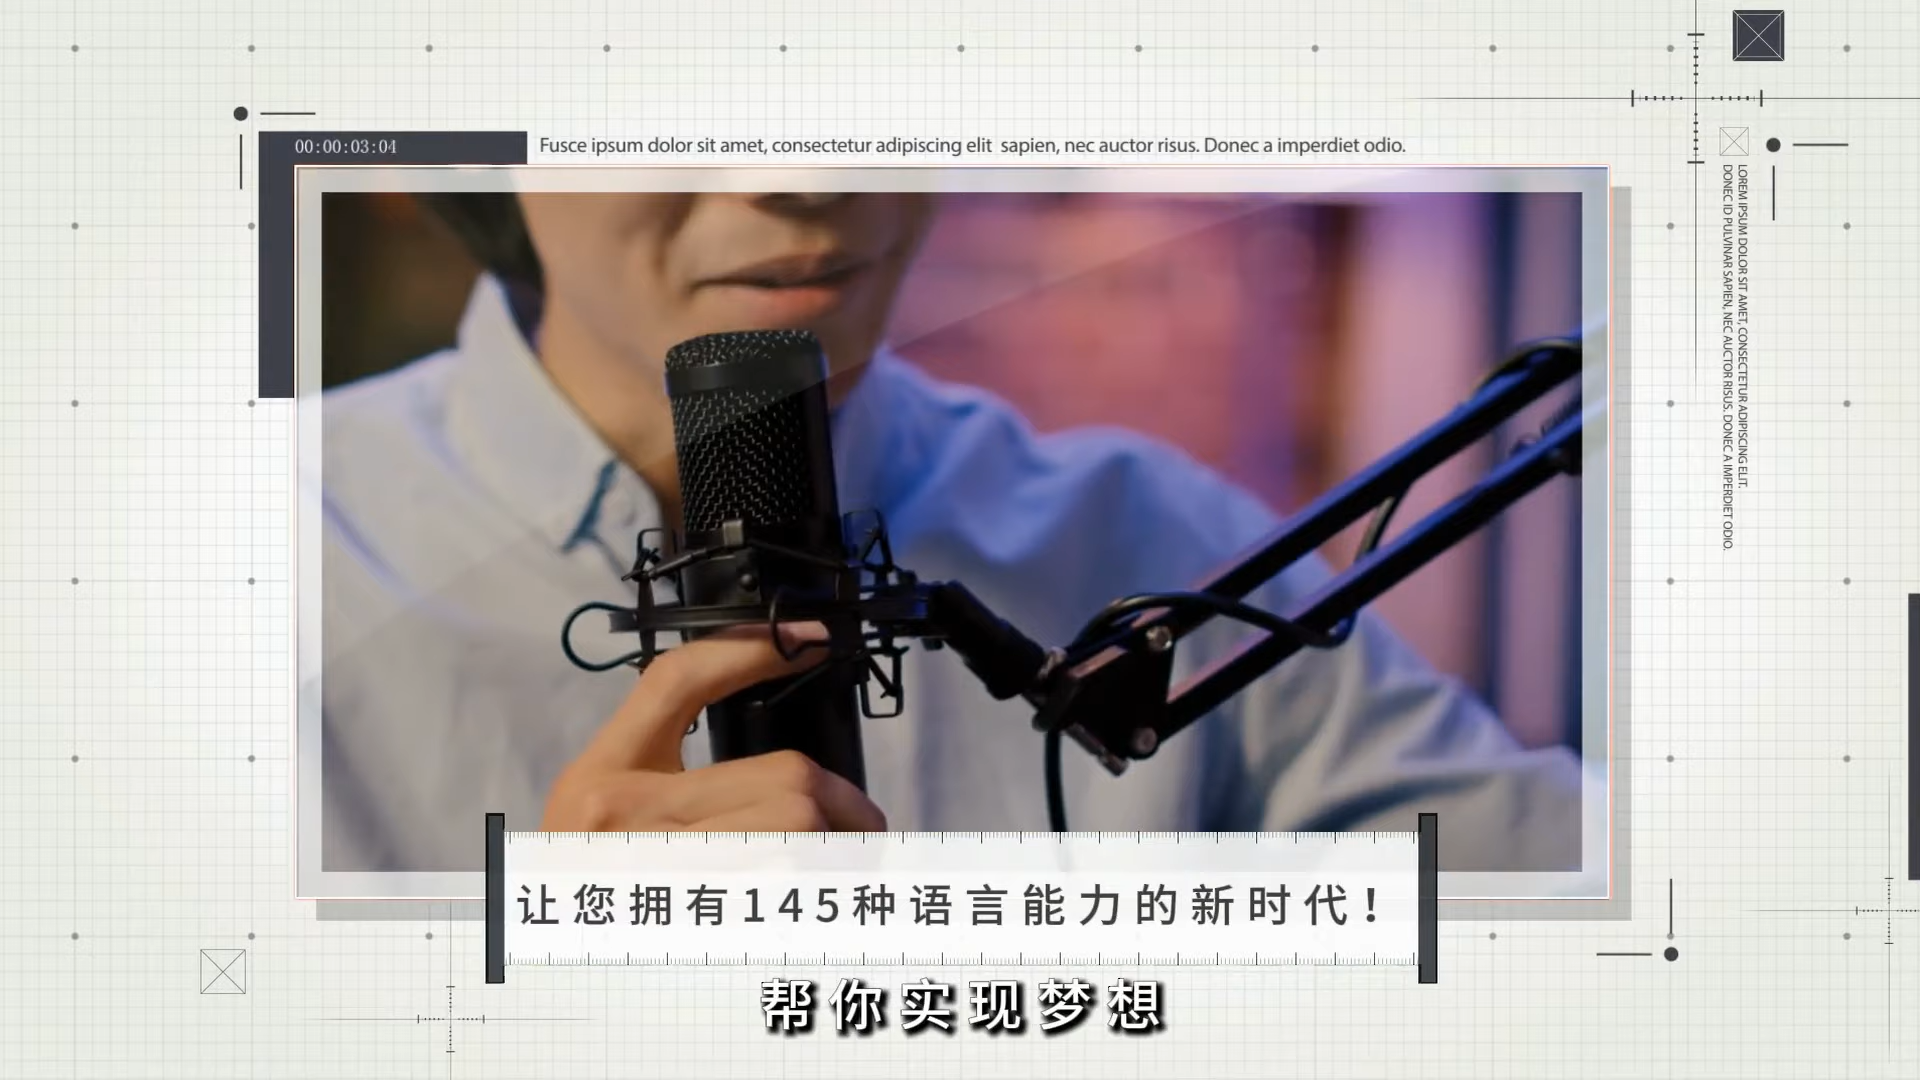 00:00:03:04
Fusce ipsum dolor sit amet, consectetur adipiscing elit sapien, nec auctor risus. Donec a imperdiet odio.
LOREM IPSUM DOLOR SIT AMET, CONSECTETUR ADIPISCING ELIT.
DONEC ID PULVINAR SAPIEN, NEC AUCTOR RISUS. DONEC A IMPERDIET ODIO.
让您拥有145种语言能力的新时代！
帮你实现梦想